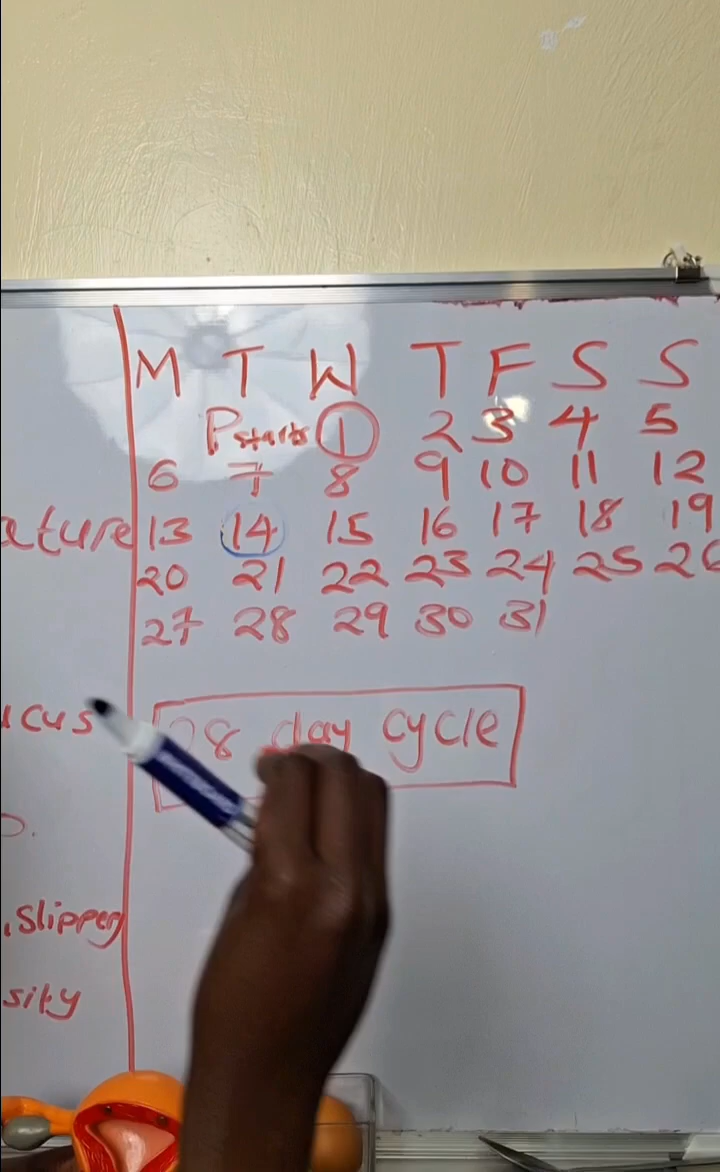 M T W T F S S
P starts 1 2 3 4 5
6 7 8 9 10 11 12
ature 13 14 15 16 17 18 19
20 21 22 23 24 25 26
27 28 29 30 31
cus
28 day cycle
slippery
sity